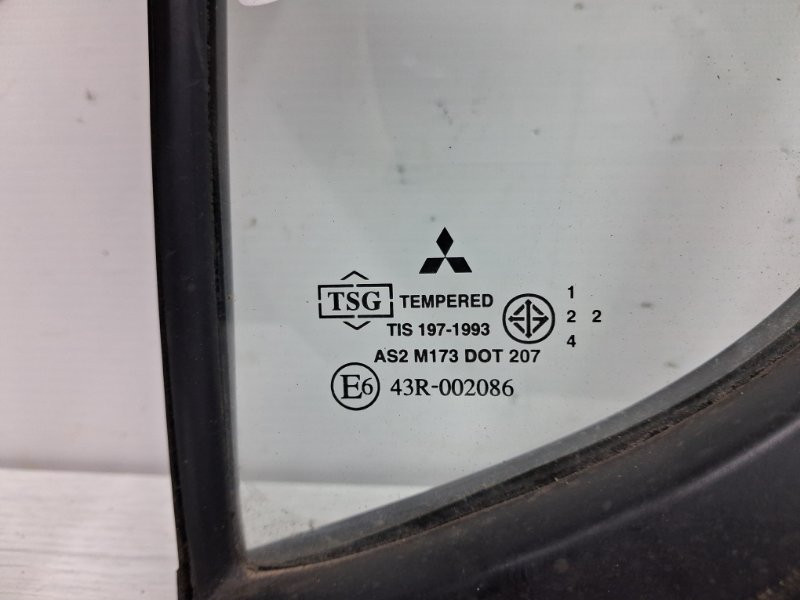 TSG TEMPERED 1
TIS 197-1993 2 2
AS2 M173 DOT 207 4
E6 43R-002086